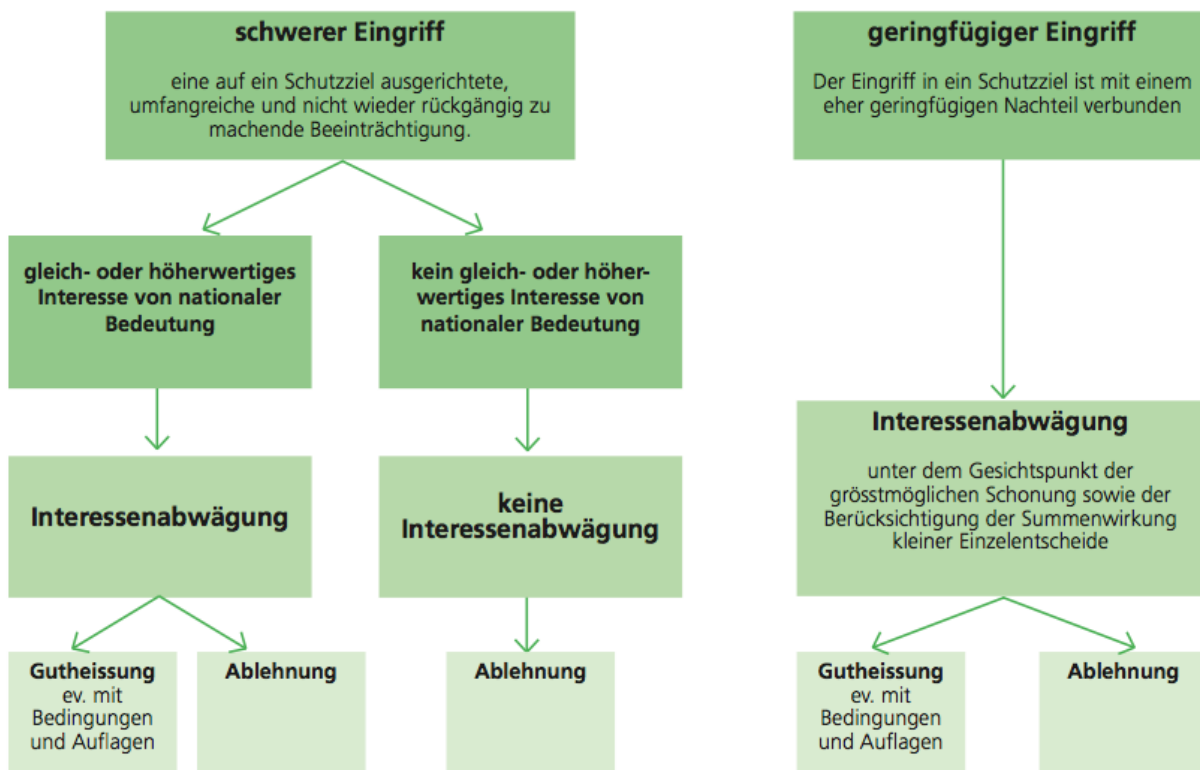 schwerer Eingriff
eine auf ein Schutzziel ausgerichtete,
umfangreiche und nicht wieder rückgängig zu
machende Beeinträchtigung.
geringfügiger Eingriff
Der Eingriff in ein Schutzziel ist mit einem
eher geringfügigen Nachteil verbunden
gleich- oder höherwertiges
Interesse von nationaler
Bedeutung
kein gleich- oder höher-
wertiges Interesse von
nationaler Bedeutung
Interessenabwägung
keine
Interessenabwägung
Interessenabwägung
unter dem Gesichtspunkt der
grösstmöglichen Schonung sowie der
Berücksichtigung der Summenwirkung
kleiner Einzelentscheide
Gutheissung
ev. mit
Bedingungen
und Auflagen
Ablehnung
Ablehnung
Gutheissung
ev. mit
Bedingungen
und Auflagen
Ablehnung